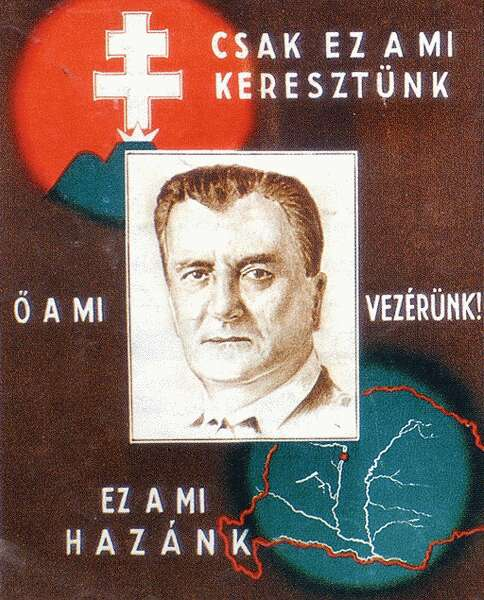 CSAK EZ A MI
KERESZTÜNK
Ő A MI VEZÉRÜNK!
EZ A MI
HAZÁNK